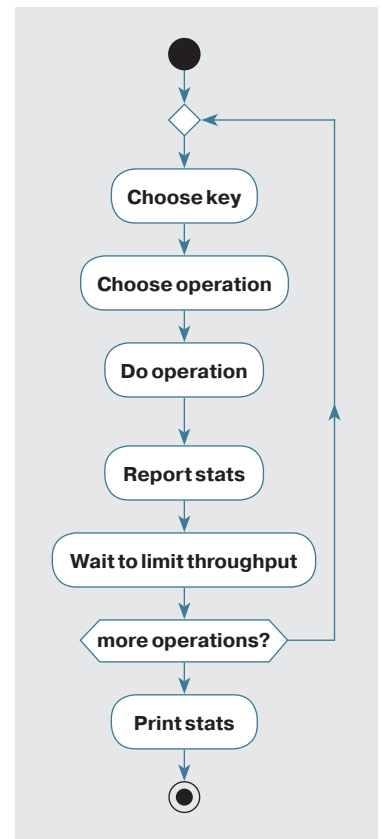 Choose key
Choose operation
Do operation
Report stats
Wait to limit throughput
more operations?
Print stats